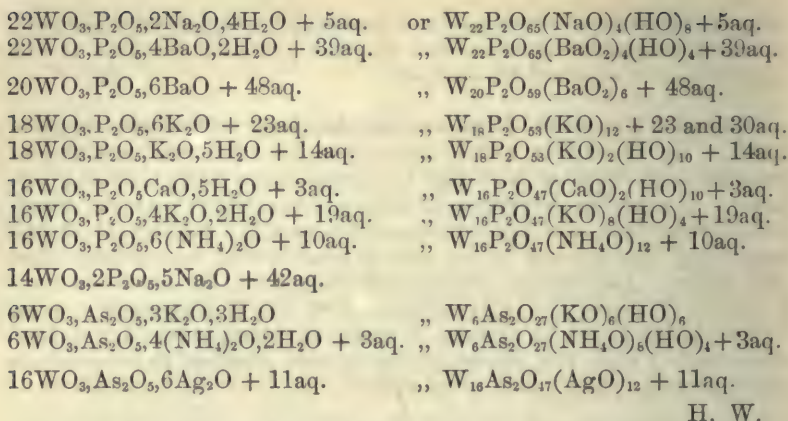 22WO₃,P₂O₅,2Na₂O,4H₂O + 5aq. or W₂₂P₂O₆₅(NaO)₄(HO)₈+5aq.
22WO₃,P₂O₅,4BaO,2H₂O + 39aq. ,, W₂₂P₂O₆₅(BaO₂)₄(HO)₄+39aq.
20WO₃,P₂O₅,6BaO + 48aq. ,, W₂₀P₂O₅₉(BaO₂)₆ + 48aq.
18WO₃,P₂O₅,6K₂O + 23aq. ,, W₁₈P₂O₅₃(KO)₁₂ + 23 and 30aq.
18WO₃,P₂O₅,K₂O,5H₂O + 14aq. ,, W₁₈P₂O₅₃(KO)₂(HO)₁₀ + 14aq.
16WO₃,P₂O₅CaO,5H₂O + 3aq. ,, W₁₆P₂O₄₇(CaO)₂(HO)₁₀+3aq.
16WO₃,P₂O₅,4K₂O,2H₂O + 19aq. ,, W₁₆P₂O₄₇(KO)₈(HO)₄+19aq.
16WO₃,P₂O₅,6(NH₄)₂O + 10aq. ,, W₁₆P₂O₄₇(NH₄O)₁₂ + 10aq.
14WO₃,2P₂O₅,5Na₂O + 42aq.
6WO₃,As₂O₅,3K₂O,3H₂O ,, W₆As₂O₂₇(KO)₆(HO)₆
6WO₃,As₂O₅,4(NH₄)₂O,2H₂O + 3aq. ,, W₆As₂O₂₇(NH₄O)₈(HO)₄+3aq.
16WO₃,As₂O₅,6Ag₂O + 11aq. ,, W₁₆As₂O₄₇(AgO)₁₂ + 11aq.
H. W.